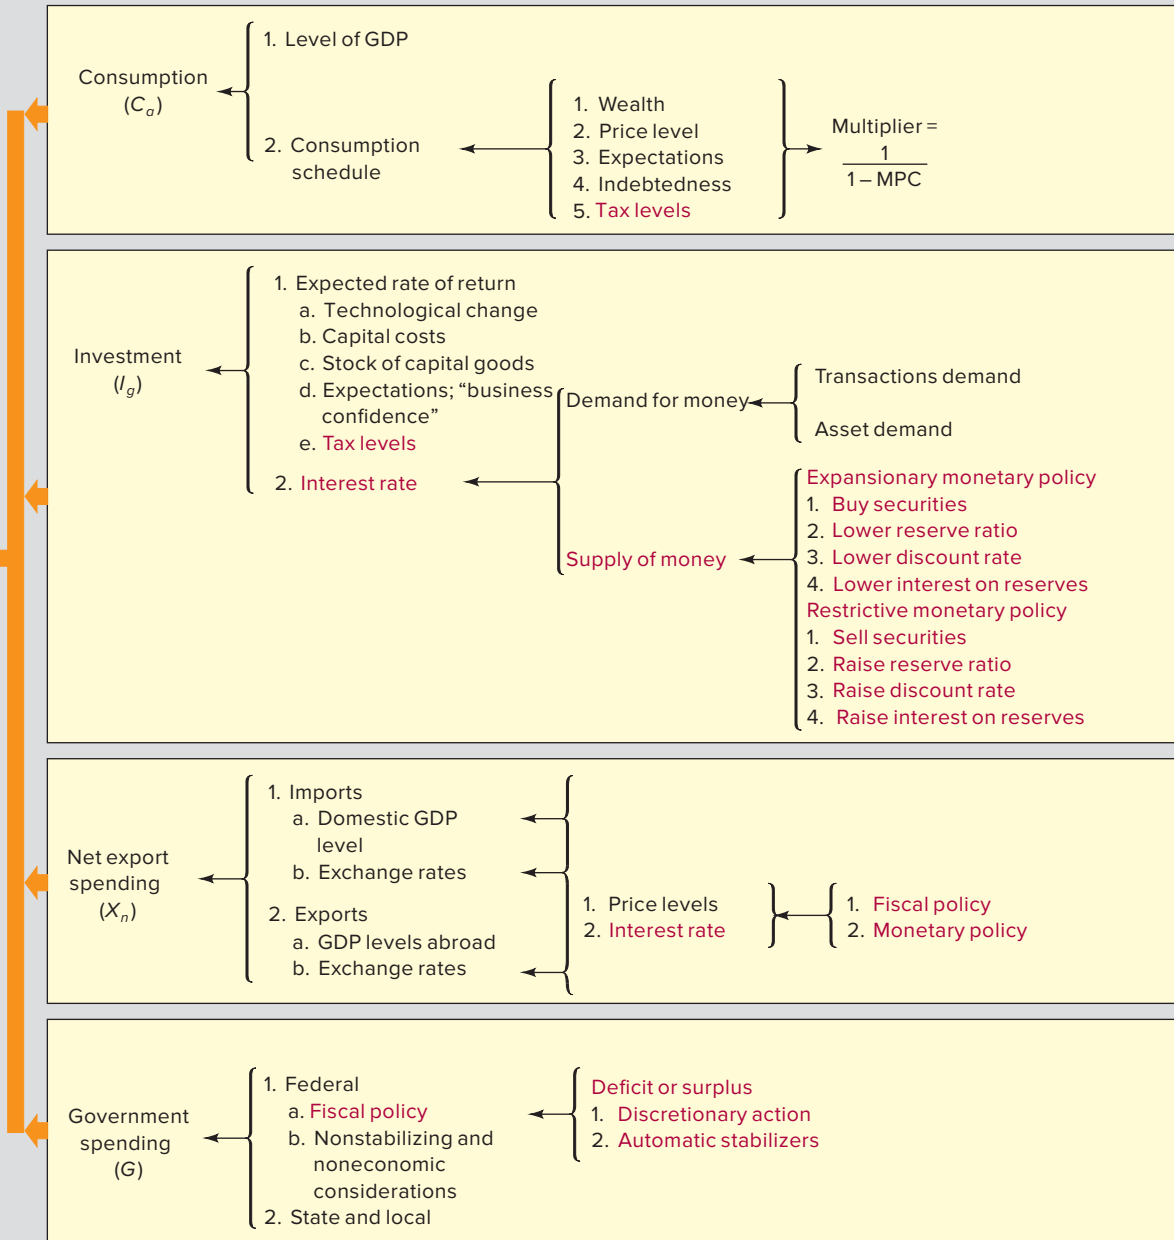 Consumption
(Ca)
1. Level of GDP
2. Consumption
schedule
1. Wealth
2. Price level
3. Expectations
4. Indebtedness
5. Tax levels
Multiplier =
1
1 – MPC
Investment
(Ig)
1. Expected rate of return
a. Technological change
b. Capital costs
c. Stock of capital goods
d. Expectations; “business
confidence”
e. Tax levels
2. Interest rate
Demand for money
Transactions demand
Asset demand
Supply of money
Expansionary monetary policy
1. Buy securities
2. Lower reserve ratio
3. Lower discount rate
4. Lower interest on reserves
Restrictive monetary policy
1. Sell securities
2. Raise reserve ratio
3. Raise discount rate
4. Raise interest on reserves
Net export
spending
(Xn)
1. Imports
a. Domestic GDP
level
b. Exchange rates
2. Exports
a. GDP levels abroad
b. Exchange rates
1. Price levels
2. Interest rate
1. Fiscal policy
2. Monetary policy
Government
spending
(G)
1. Federal
a. Fiscal policy
b. Nonstabilizing and
noneconomic
considerations
2. State and local
Deficit or surplus
1. Discretionary action
2. Automatic stabilizers